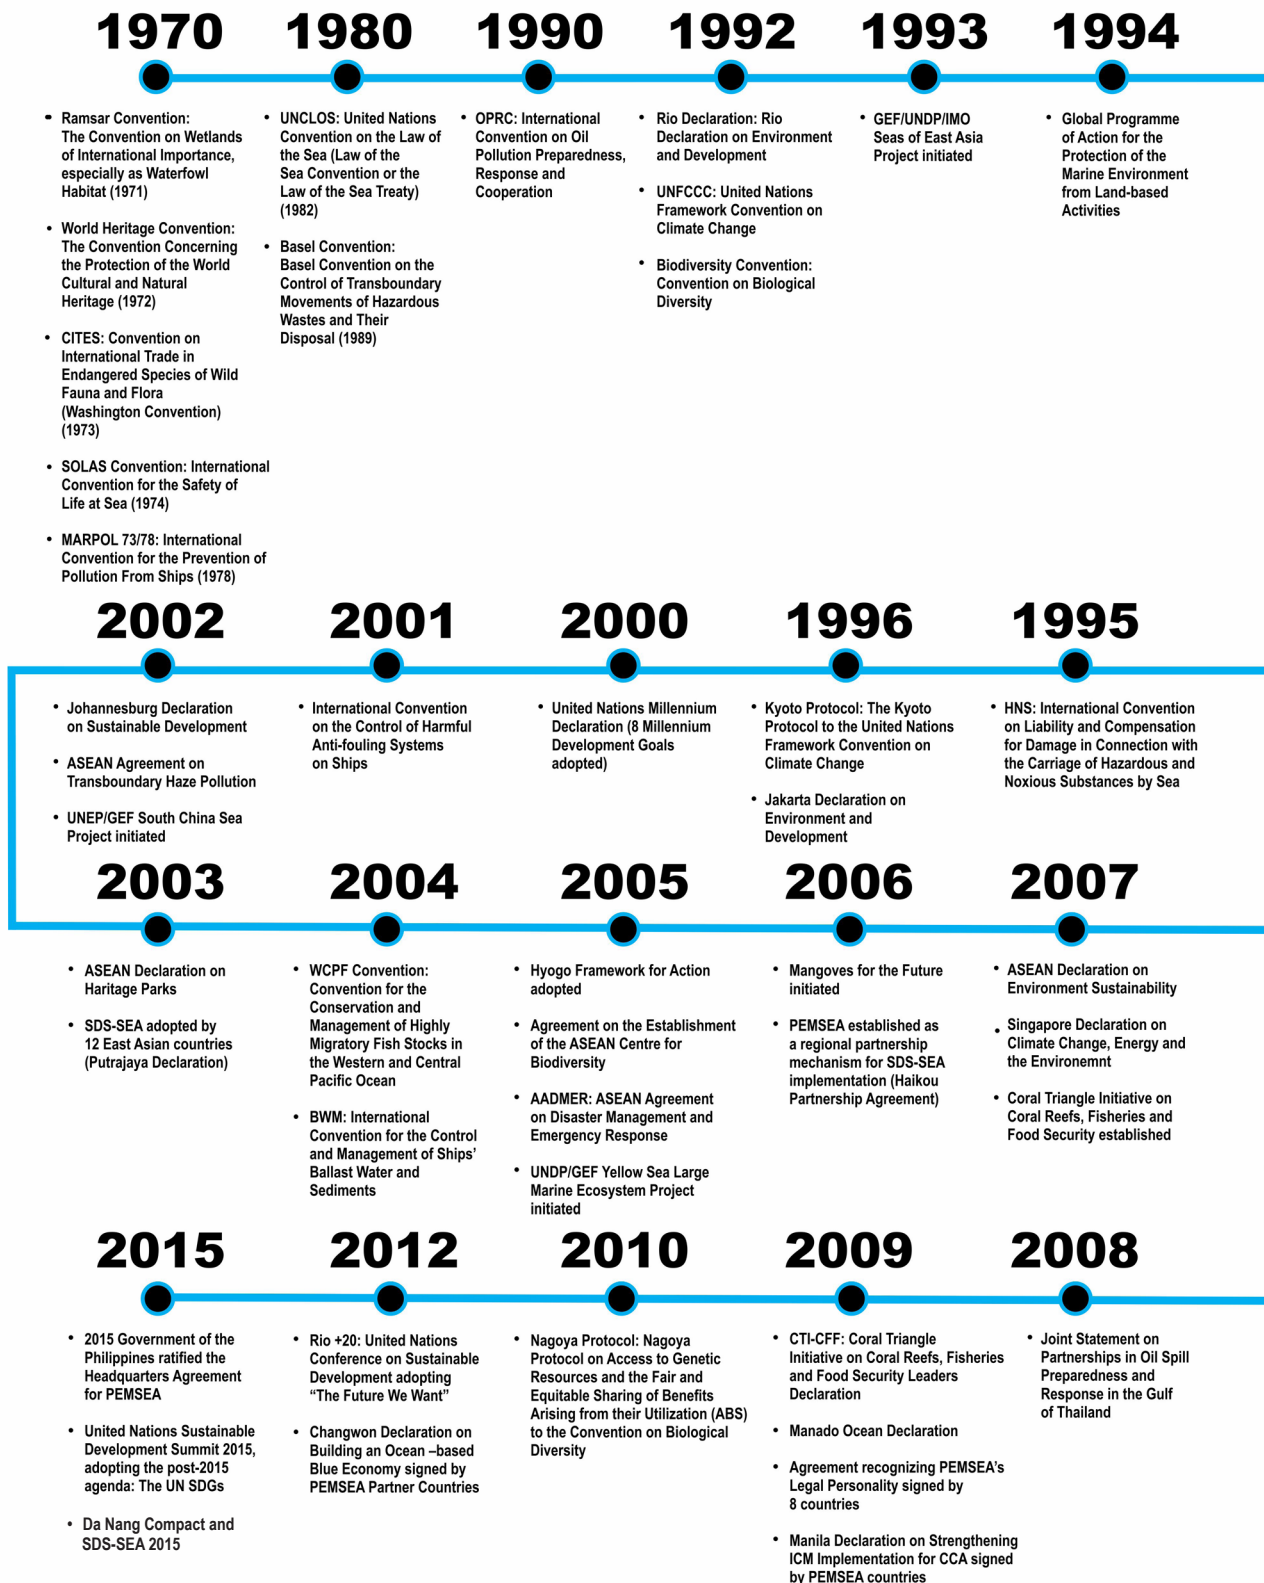 1970
• Ramsar Convention:
The Convention on Wetlands
of International Importance,
especially as Waterfowl
Habitat (1971)
• World Heritage Convention:
The Convention Concerning
the Protection of the World
Cultural and Natural
Heritage (1972)
• CITES: Convention on
International Trade in
Endangered Species of Wild
Fauna and Flora
(Washington Convention)
(1973)
• SOLAS Convention: International
Convention for the Safety of
Life at Sea (1974)
• MARPOL 73/78: International
Convention for the Prevention of
Pollution From Ships (1978)
1980
• UNCLOS: United Nations
Convention on the Law of
the Sea (Law of the
Sea Convention or the
Law of the Sea Treaty)
(1982)
• Basel Convention:
Basel Convention on the
Control of Transboundary
Movements of Hazardous
Wastes and Their
Disposal (1989)
1990
• OPRC: International
Convention on Oil
Pollution Preparedness,
Response and
Cooperation
1992
• Rio Declaration: Rio
Declaration on Environment
and Development
• UNFCCC: United Nations
Framework Convention on
Climate Change
• Biodiversity Convention:
Convention on Biological
Diversity
1993
• GEF/UNDP/IMO
Seas of East Asia
Project initiated
1994
• Global Programme
of Action for the
Protection of the
Marine Environment
from Land-based
Activities
2002
• Johannesburg Declaration
on Sustainable Development
• ASEAN Agreement on
Transboundary Haze Pollution
• UNEP/GEF South China Sea
Project initiated
2001
• International Convention
on the Control of Harmful
Anti-fouling Systems
on Ships
2000
• United Nations Millennium
Declaration (8 Millennium
Development Goals
adopted)
1996
• Kyoto Protocol: The Kyoto
Protocol to the United Nations
Framework Convention on
Climate Change
• Jakarta Declaration on
Environment and
Development
1995
• HNS: International Convention
on Liability and Compensation
for Damage in Connection with
the Carriage of Hazardous and
Noxious Substances by Sea
2003
• ASEAN Declaration on
Haritage Parks
• SDS-SEA adopted by
12 East Asian countries
(Putrajaya Declaration)
2004
• WCPF Convention:
Convention for the
Conservation and
Management of Highly
Migratory Fish Stocks in
the Western and Central
Pacific Ocean
• BWM: International
Convention for the Control
and Management of Ships’
Ballast Water and
Sediments
2005
• Hyogo Framework for Action
adopted
• Agreement on the Establishment
of the ASEAN Centre for
Biodiversity
• AADMER: ASEAN Agreement
on Disaster Management and
Emergency Response
• UNDP/GEF Yellow Sea Large
Marine Ecosystem Project
initiated
2006
• Mangoves for the Future
initiated
• PEMSEA established as
a regional partnership
mechanism for SDS-SEA
implementation (Haikou
Partnership Agreement)
2007
• ASEAN Declaration on
Environment Sustainability
• Singapore Declaration on
Climate Change, Energy and
the Environemnt
• Coral Triangle Initiative on
Coral Reefs, Fisheries and
Food Security established
2015
• 2015 Government of the
Philippines ratified the
Headquarters Agreement
for PEMSEA
• United Nations Sustainable
Development Summit 2015,
adopting the post-2015
agenda: The UN SDGs
• Da Nang Compact and
SDS-SEA 2015
2012
• Rio +20: United Nations
Conference on Sustainable
Development adopting
“The Future We Want”
• Changwon Declaration on
Building an Ocean –based
Blue Economy signed by
PEMSEA Partner Countries
2010
• Nagoya Protocol: Nagoya
Protocol on Access to Genetic
Resources and the Fair and
Equitable Sharing of Benefits
Arising from their Utilization (ABS)
to the Convention on Biological
Diversity
2009
• CTI-CFF: Coral Triangle
Initiative on Coral Reefs, Fisheries
and Food Security Leaders
Declaration
• Manado Ocean Declaration
• Agreement recognizing PEMSEA’s
Legal Personality signed by
8 countries
• Manila Declaration on Strengthening
ICM Implementation for CCA signed
by PEMSEA countries
2008
• Joint Statement on
Partnerships in Oil Spill
Preparedness and
Response in the Gulf
of Thailand